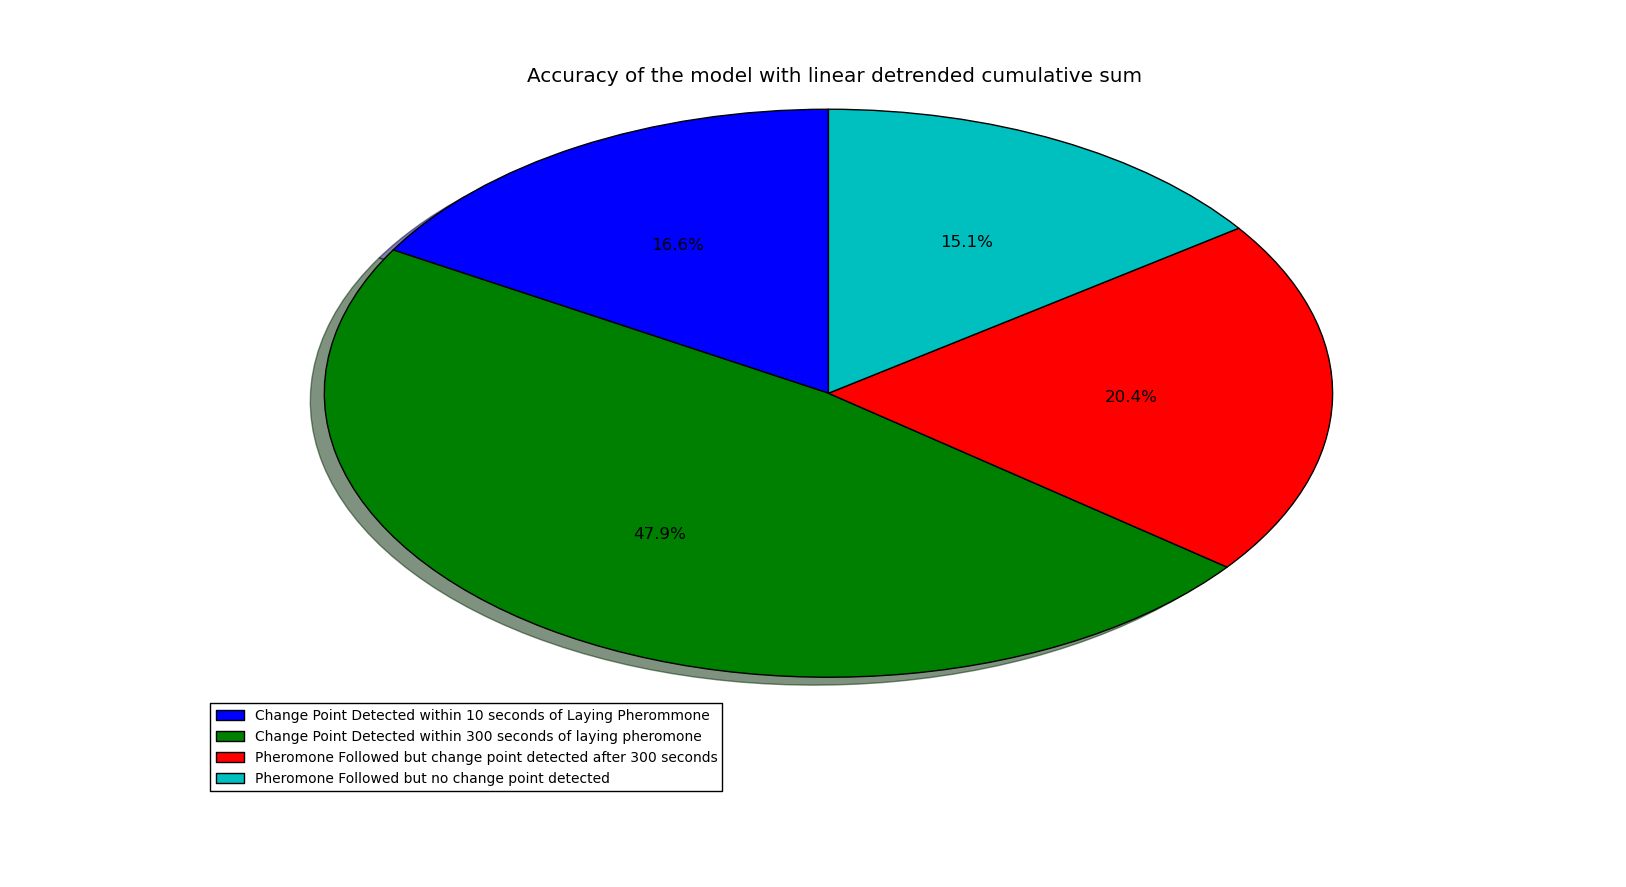 Accuracy of the model with linear detrended cumulative sum
16.6%
15.1%
20.4%
47.9%
Change Point Detected within 10 seconds of Laying Pherommone
Change Point Detected within 300 seconds of laying pheromone
Pheromone Followed but change point detected after 300 seconds
Pheromone Followed but no change point detected